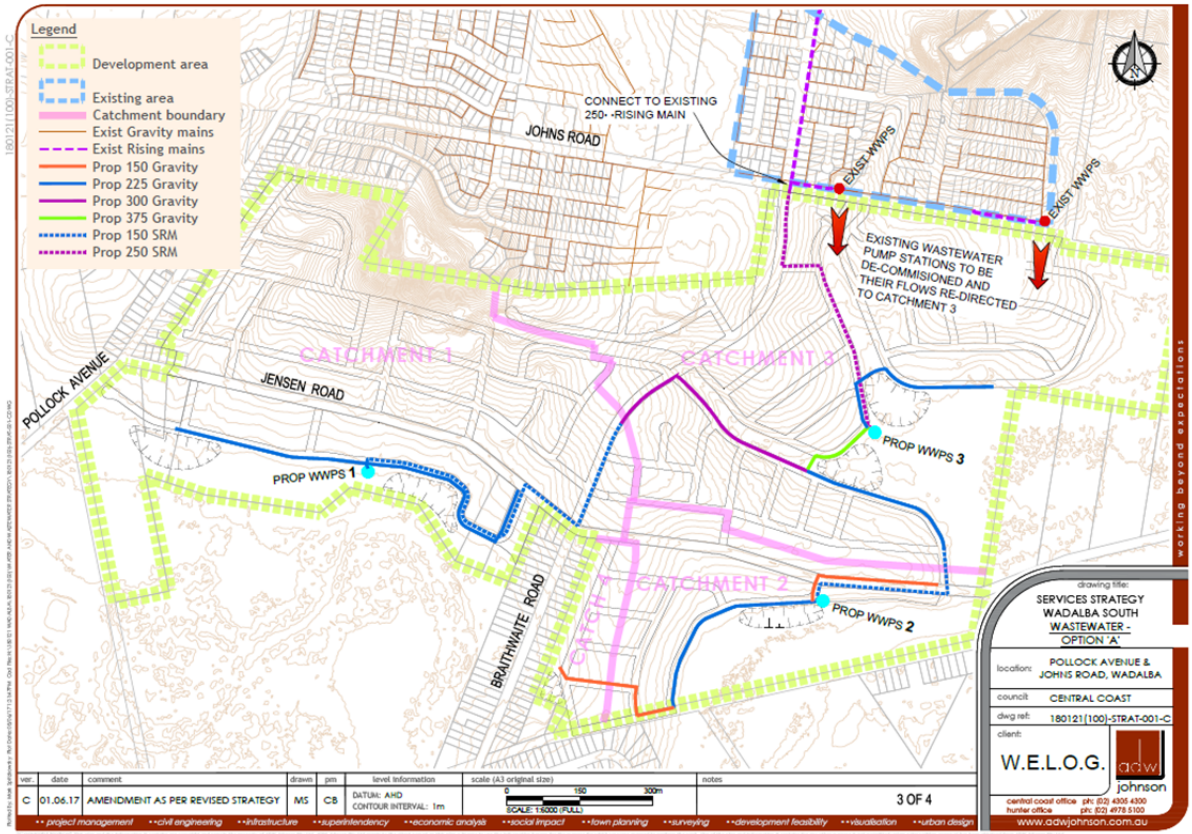 Legend
Development area
Existing area
Catchment boundary
Exist Gravity mains
Exist Rising mains
Prop 150 Gravity
Prop 225 Gravity
Prop 300 Gravity
Prop 375 Gravity
Prop 150 SRM
Prop 250 SRM
180121(100)-STRAT-001-C
CONNECT TO EXISTING
250- -RISING MAIN
JOHNS ROAD
EXIST WWPS
EXIST WWPS
N
EXISTING WASTEWATER
PUMP STATIONS TO BE
DE-COMMISIONED AND
THEIR FLOWS RE-DIRECTED
TO CATCHMENT 3
CATCHMENT 1
CATCHMENT 3
POLLOCK AVENUE
JENSEN ROAD
PROP WWPS 1
PROP WWPS 3
CATCHMENT 2
CATCH 4
PROP WWPS 2
BRAITHWAITE ROAD
working beyond expectations
drawing title:
SERVICES STRATEGY
WADALBA SOUTH
WASTEWATER -
OPTION 'A'
location:
POLLOCK AVENUE &
JOHNS ROAD, WADALBA
council:
CENTRAL COAST
dwg ref:
180121(100)-STRAT-001-C
client:
W.E.L.O.G.
adw
johnson
central coast office ph: (02) 4305 4300
hunter office ph: (02) 4978 5100
www.adwjohnson.com.au
ver. date comment drawn pm level information scale (A3 original size) notes
C 01.06.17 AMENDMENT AS PER REVISED STRATEGY MS CB
DATUM: AHD
CONTOUR INTERVAL: 1m
0 150 300m
SCALE: 1:6000 (FULL)
3 OF 4
•• project management •• civil engineering •• infrastructure •• superintendency •• economic analysis •• social impact •• town planning •• surveying •• development feasibility •• visualisation •• urban design